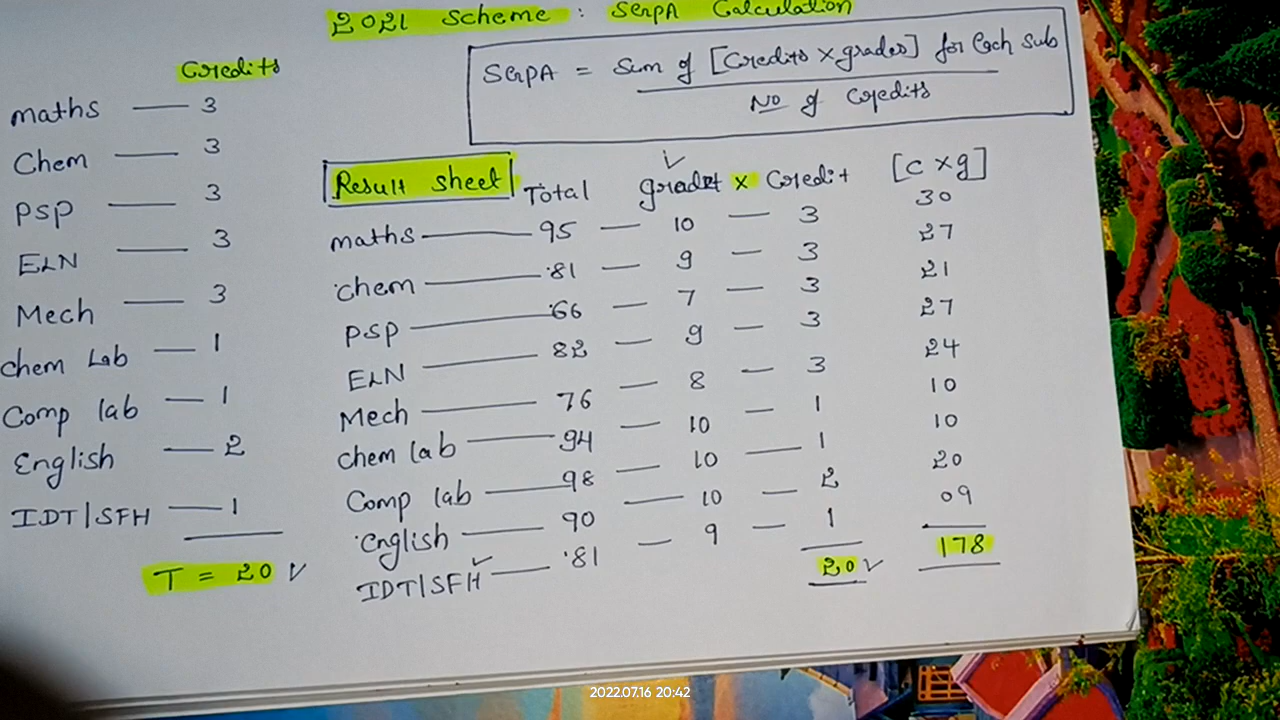 2021 Scheme : SGPA Calculation
Credits
maths — 3
Chem — 3
PSP — 3
ELN — 3
Mech — 3
Chem Lab — 1
Comp lab — 1
English — 2
IDT/SFH — 1
T = 20 ✓
SGPA = Sum of [Credits × grades] for Each sub
No of Credits
Result Sheet Total grade × Credit [C × g]
maths — 95 — 10 — 3 30
chem — 81 — 9 — 3 27
PSP — 66 — 7 — 3 21
ELN — 82 — 9 — 3 27
Mech — 76 — 8 — 3 24
chem lab — 94 — 10 — 1 10
Comp lab — 98 — 10 — 1 10
English — 90 — 10 — 2 20
IDT/SFH — 81 — 9 — 1 09
20 ✓ 178
2022.07.16 20:42